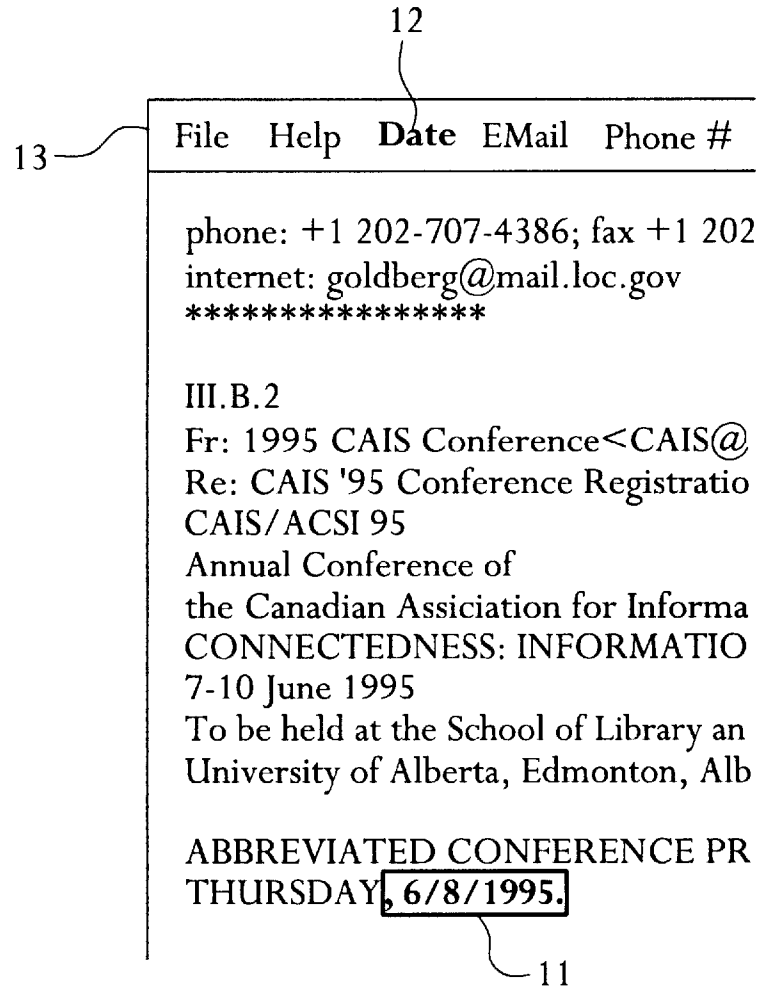 12
13
File Help Date EMail Phone #
phone: +1 202-707-4386; fax +1 202
internet: goldberg@mail.loc.gov
****************
III.B.2
Fr: 1995 CAIS Conference<CAIS@
Re: CAIS '95 Conference Registratio
CAIS/ACSI 95
Annual Conference of
the Canadian Assiciation for Informa
CONNECTEDNESS: INFORMATIO
7-10 June 1995
To be held at the School of Library an
University of Alberta, Edmonton, Alb
ABBREVIATED CONFERENCE PR
THURSDAY, 6/8/1995.
11